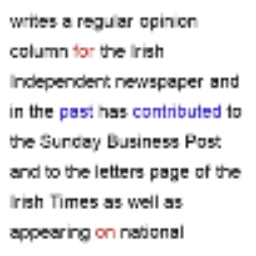 writes a regular opinion
column for the Irish
Independent newspaper and
in the past has contributed to
the Sunday Business Post
and to the letters page of the
Irish Times as well as
appearing on national